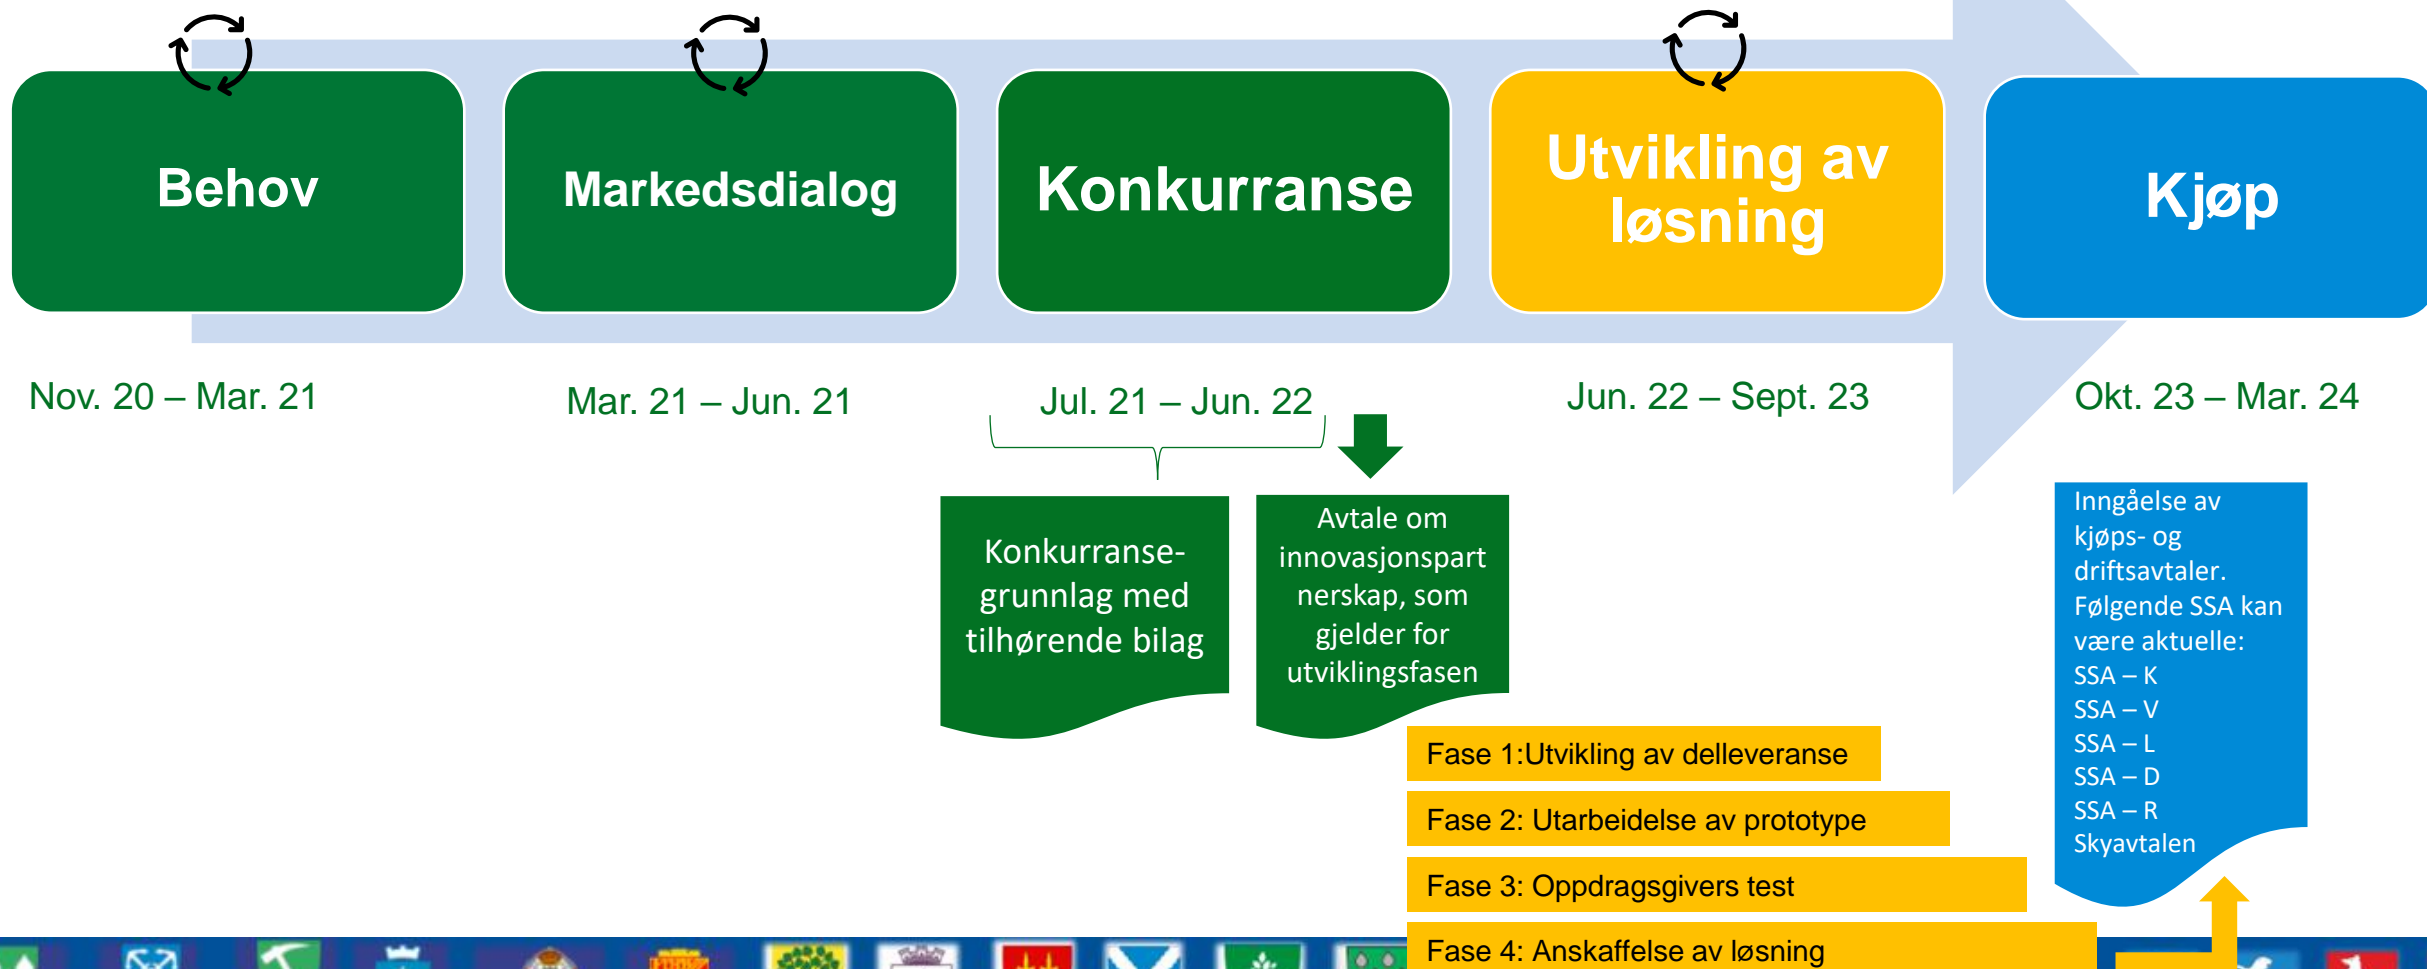 Behov
Markedsdialog
Konkurranse
Utvikling av
løsning
Kjøp
Nov. 20 – Mar. 21
Mar. 21 – Jun. 21
Jul. 21 – Jun. 22
Jun. 22 – Sept. 23
Okt. 23 – Mar. 24
Konkurranse-
grunnlag med
tilhørende bilag
Avtale om
innovasjonspart
nerskap, som
gjelder for
utviklingsfasen
Inngåelse av
kjøps- og
driftsavtaler.
Følgende SSA kan
være aktuelle:
SSA – K
SSA – V
SSA – L
SSA – D
SSA – R
Skyavtalen
Fase 1:Utvikling av delleveranse
Fase 2: Utarbeidelse av prototype
Fase 3: Oppdragsgivers test
Fase 4: Anskaffelse av løsning